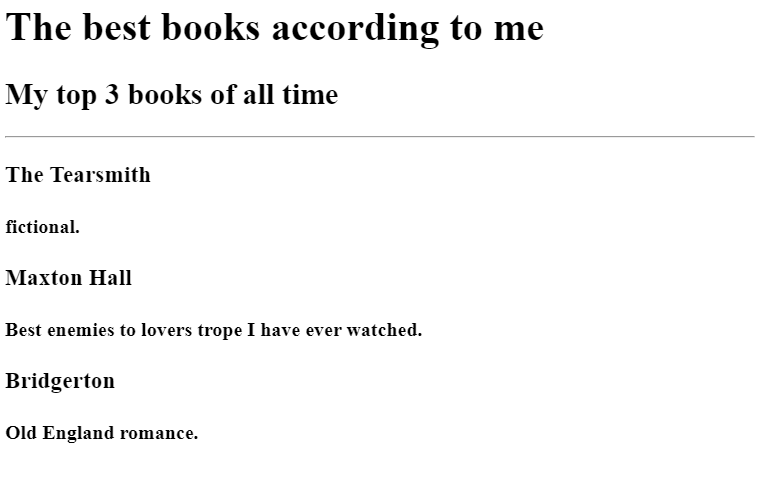 The best books according to me
My top 3 books of all time
The Tearsmith
fictional.
Maxton Hall
Best enemies to lovers trope I have ever watched.
Bridgerton
Old England romance.